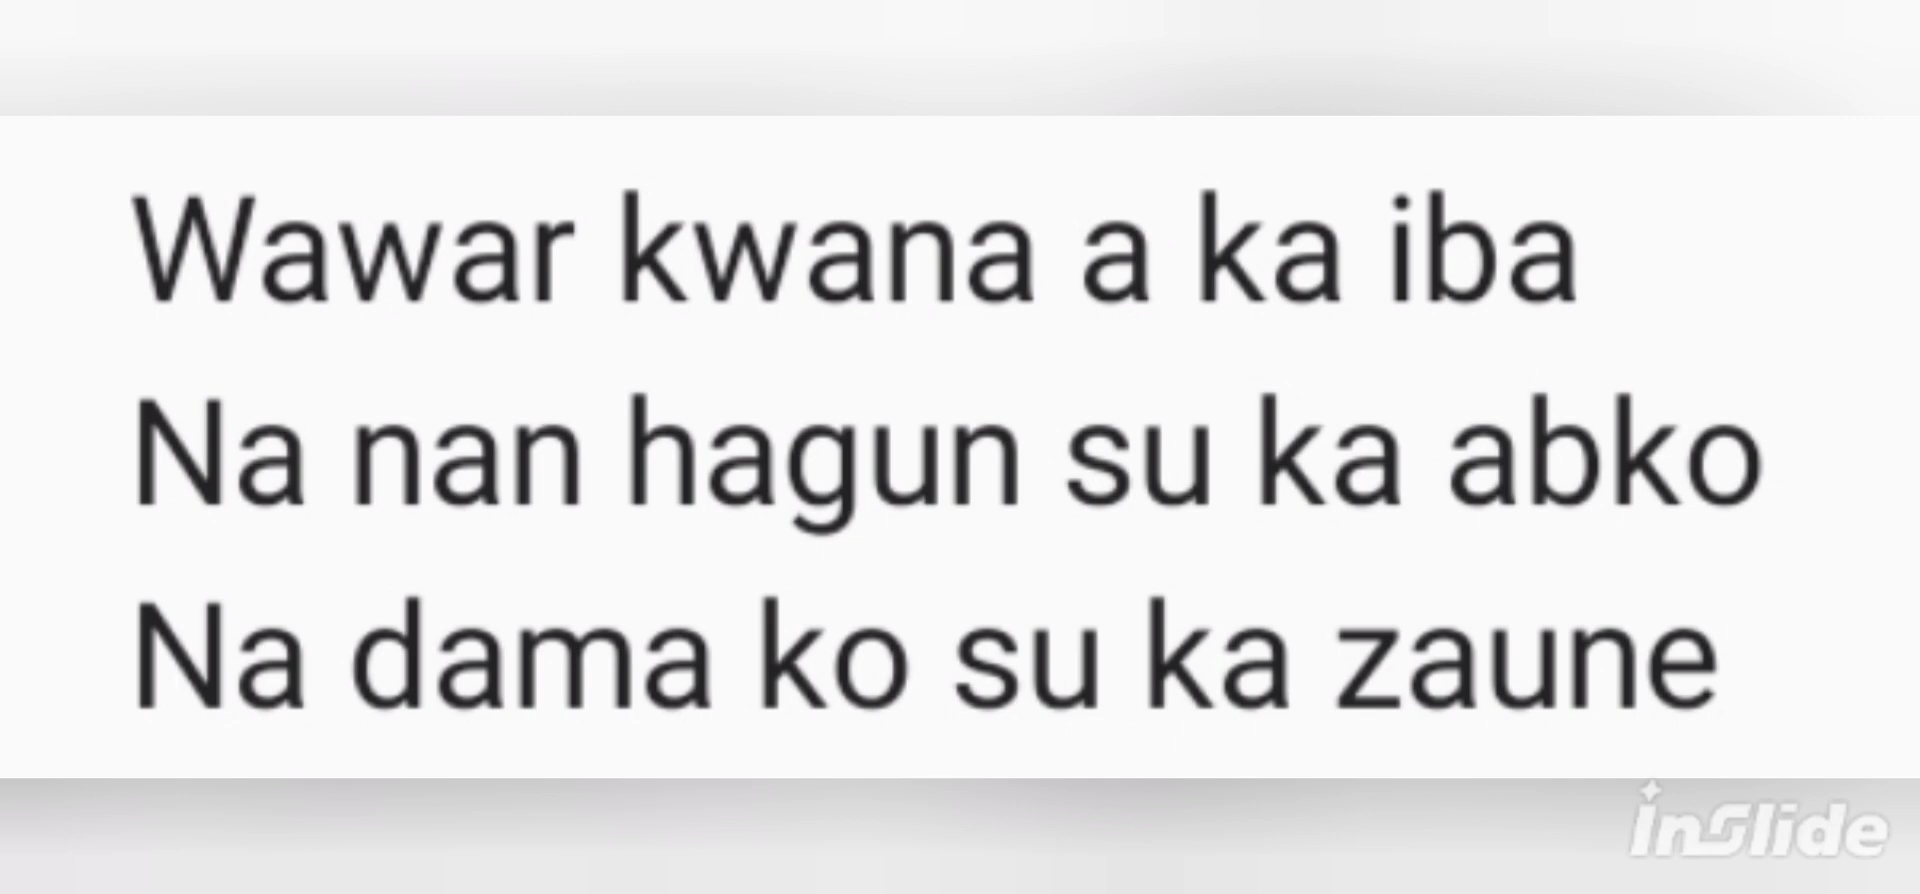 Wawar kwana a ka iba
Na nan hagun su ka abko
Na dama ko su ka zaune
inSlide